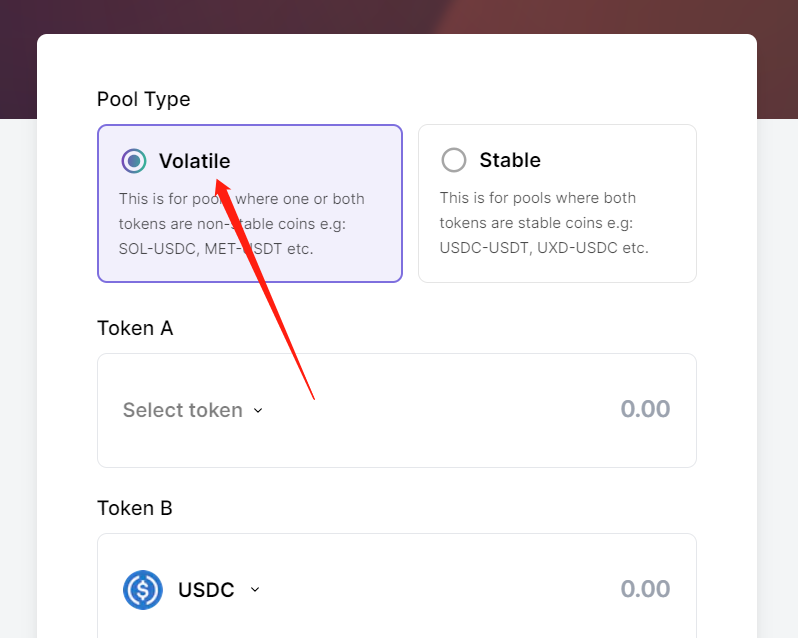 Pool Type
Volatile
This is for pools where one or both
tokens are non-stable coins e.g:
SOL-USDC, MET-USDT etc.
Stable
This is for pools where both
tokens are stable coins e.g:
USDC-USDT, UXD-USDC etc.
Token A
Select token
0.00
Token B
USDC
0.00